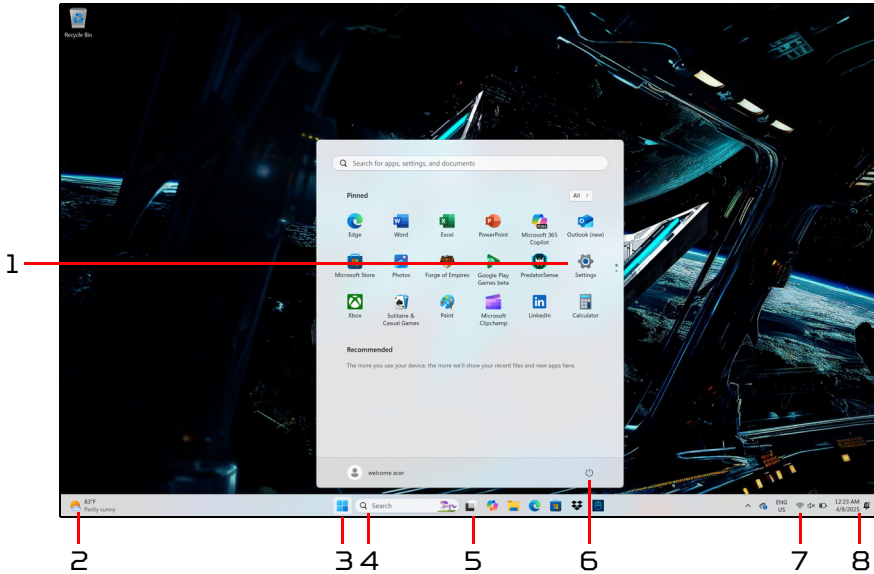 Recycle Bin
Search for apps, settings, and documents
Pinned
All
Edge
Word
Excel
PowerPoint
Microsoft 365
Copilot
Outlook (new)
1
Microsoft Store
Photos
Forge of Empires
Google Play
Games beta
PredatorSense
Settings
Xbox
Solitaire &
Casual Games
Paint
Microsoft
Clipchamp
LinkedIn
Calculator
Recommended
The more you use your device, the more we'll show your recent files and new apps here.
welcome acer
83°F
Partly sunny
Search
ENG
US
12:23 AM
4/9/2025
2
3
4
5
6
7
8